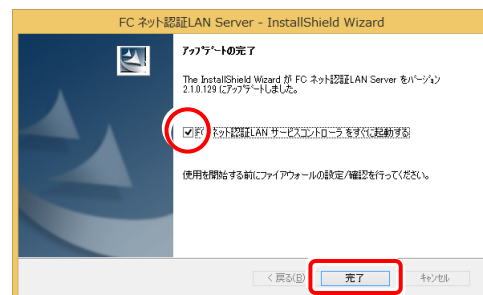 FC ネット認証LAN Server - InstallShield Wizard
アップデートの完了
The InstallShield Wizard が FC ネット認証LAN Server をバージョン
2.1.0.129 にアップデートしました。
FC ネット認証LAN サービスコントローラ をすぐに起動する
使用を開始する前にファイアウォールの設定/確認を行ってください。
< 戻る(B)
完了
キャンセル